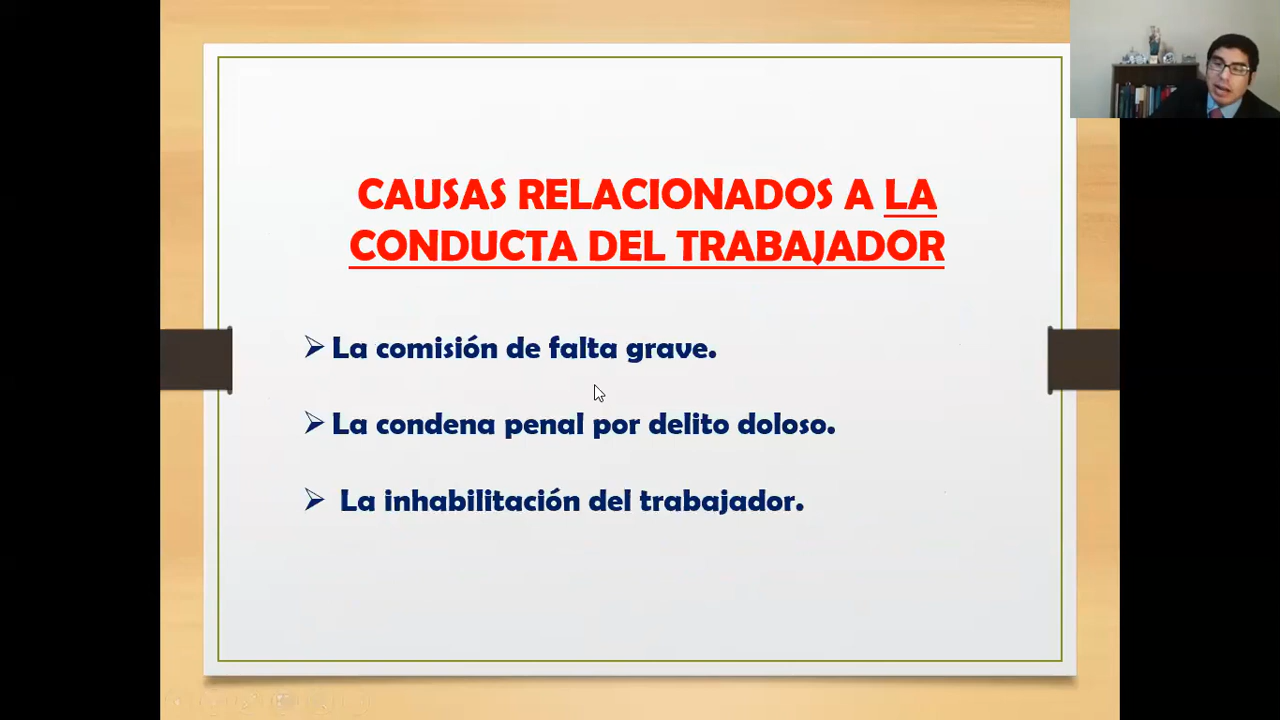 CAUSAS RELACIONADOS A LA
CONDUCTA DEL TRABAJADOR
La comisión de falta grave.
La condena penal por delito doloso.
La inhabilitación del trabajador.